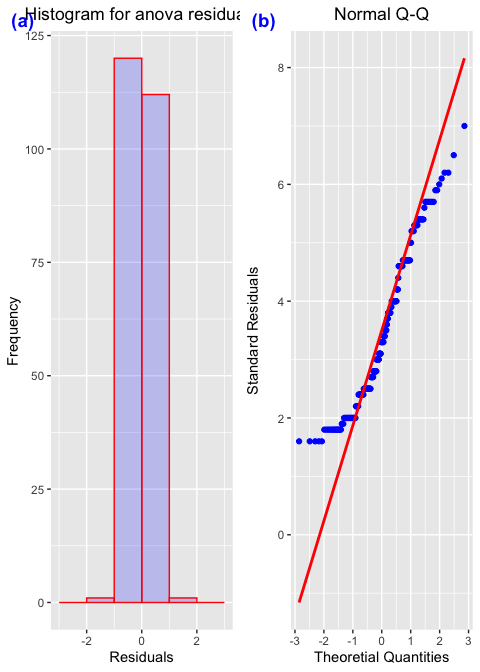 (a)
Histogram for anova residua
125
100
75
50
25
0
Frequency
-2
0
2
Residuals
(b)
Normal Q-Q
8
6
4
2
0
Standard Residuals
-3
-2
-1
0
1
2
3
Theoretial Quantities